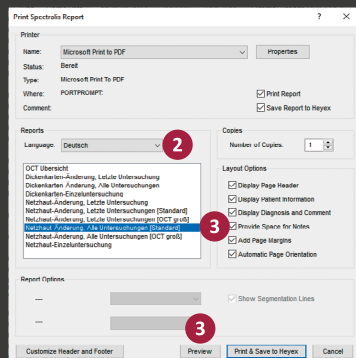 Print Spectralis Report ? ×
Printer
Name: Microsoft Print to PDF Properties
Status: Bereit
Type: Microsoft Print To PDF
Where: PORTPROMPT: Print Report
Comment: Save Report to Heyex
Reports Copies
Language: Deutsch 2 Number of Copies: 1
OCT Übersicht Layout Options
Dickenkarten-Änderung, Letzte Untersuchung Display Page Header
Dickenkarten-Änderung, Alle Untersuchungen Display Patient Information
Dickenkarten-Einzeluntersuchung Display Diagnosis and Comment
Netzhaut-Änderung, Letzte Untersuchung
Netzhaut-Änderung, Letzte Untersuchung [Standard]
Netzhaut-Änderung, Letzte Untersuchung [OCT groß]
Netzhaut-Änderung, Alle Untersuchungen [Standard] 3 Provide Space for Notes
Netzhaut-Änderung, Alle Untersuchungen [OCT groß] Add Page Margins
Netzhaut-Einzeluntersuchung Automatic Page Orientation
Report Options
— Show Segmentation Lines
— 3
Customize Header and Footer Preview Print & Save to Heyex Cancel